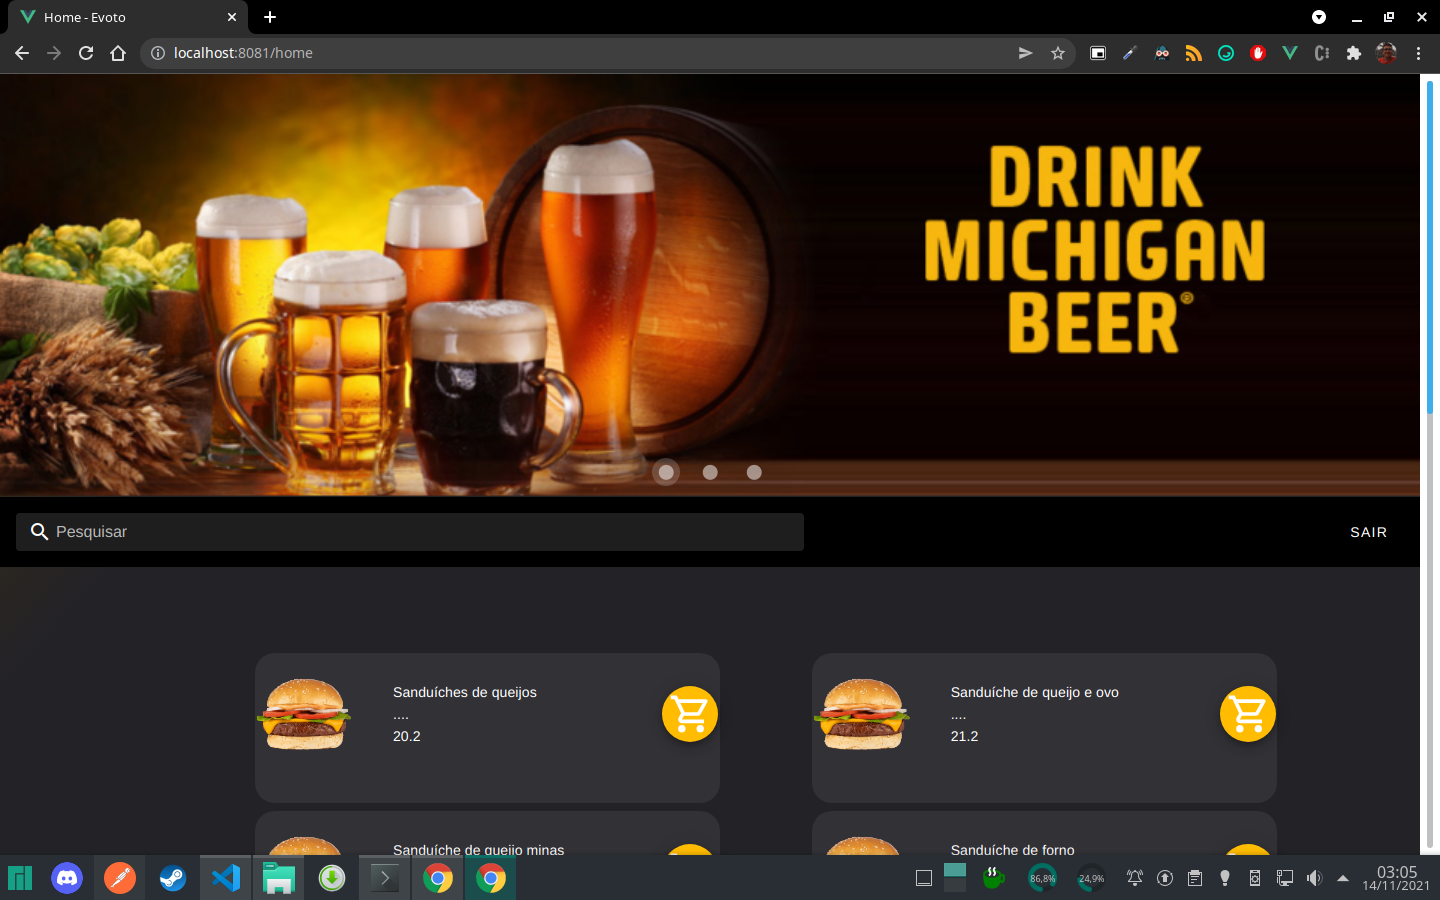 Home - Evoto
localhost:8081/home
DRINK
MICHIGAN
BEER®
Pesquisar
SAIR
Sanduíches de queijos
....
20.2
Sanduíche de queijo e ovo
....
21.2
Sanduíche de queijo minas
Sanduíche de forno
86,8%
24,9%
03:05
14/11/2021